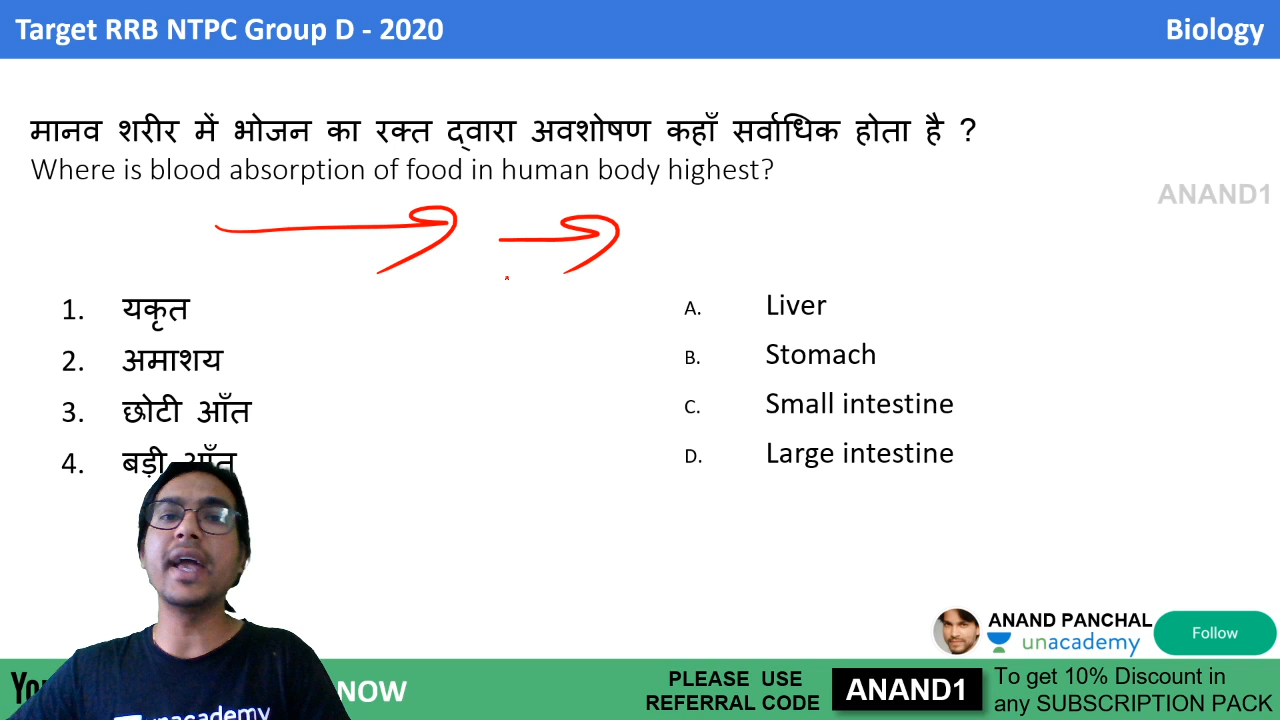 Target RRB NTPC Group D - 2020
Biology
मानव शरीर में भोजन का रक्त द्वारा अवशोषण कहाँ सर्वाधिक होता है ?
Where is blood absorption of food in human body highest?
ANAND1
1. यकृत
2. अमाशय
3. छोटी आँत
4. बड़ी आँत
A. Liver
B. Stomach
C. Small intestine
D. Large intestine
ANAND PANCHAL
unacademy
Follow
NOW
PLEASE USE
REFERRAL CODE
ANAND1
To get 10% Discount in
any SUBSCRIPTION PACK
unacademy